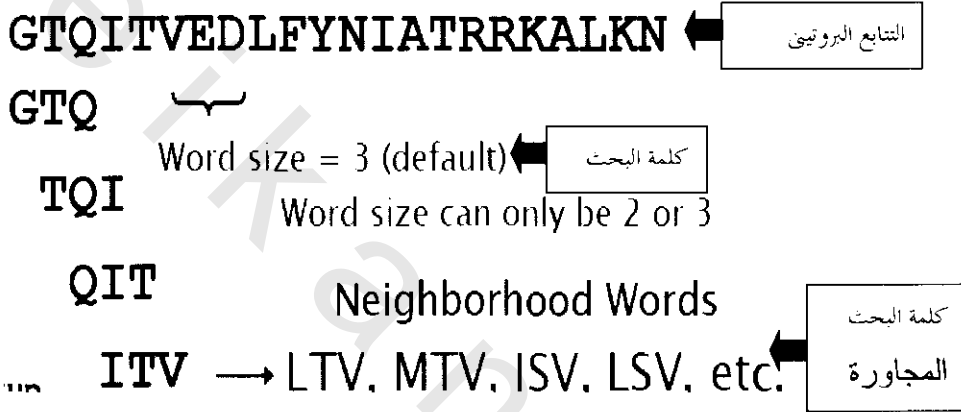 GTQITVEDLFYNIATRRKALKN
التتابع البروتيني
GTQ
Word size = 3 (default)
كلمة البحث
TQI
Word size can only be 2 or 3
QIT
Neighborhood Words
ITV → LTV, MTV, ISV, LSV, etc.
كلمة البحث
المجاورة